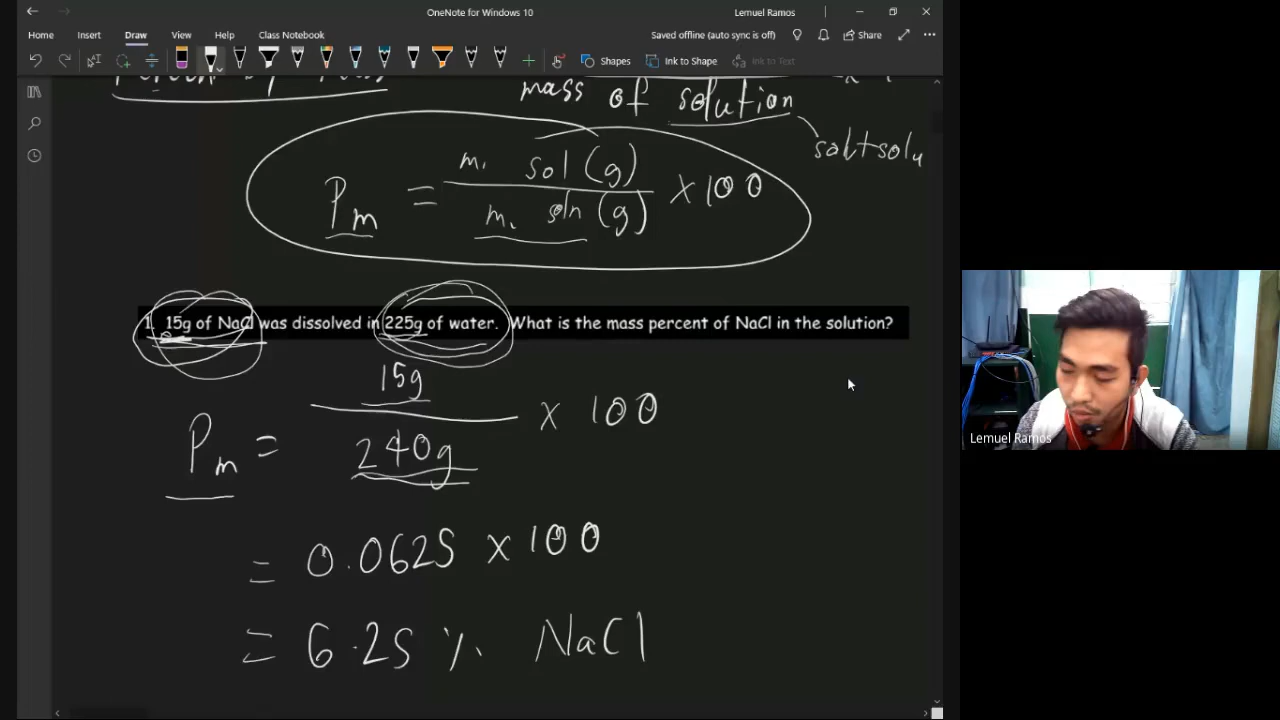 OneNote for Windows 10
Lemuel Ramos
Home Insert Draw View Help Class Notebook
Saved offline (auto sync is off) Share
Shapes Ink to Shape Ink to Text
mass of solution
Pm = m. sol (g) / m. soln (g) × 100
1. 15g of NaCl was dissolved in 225g of water. What is the mass percent of NaCl in the solution?
Pm = 15g / 240g × 100
= 0.0625 × 100
= 6.25 % NaCl
Lemuel Ramos